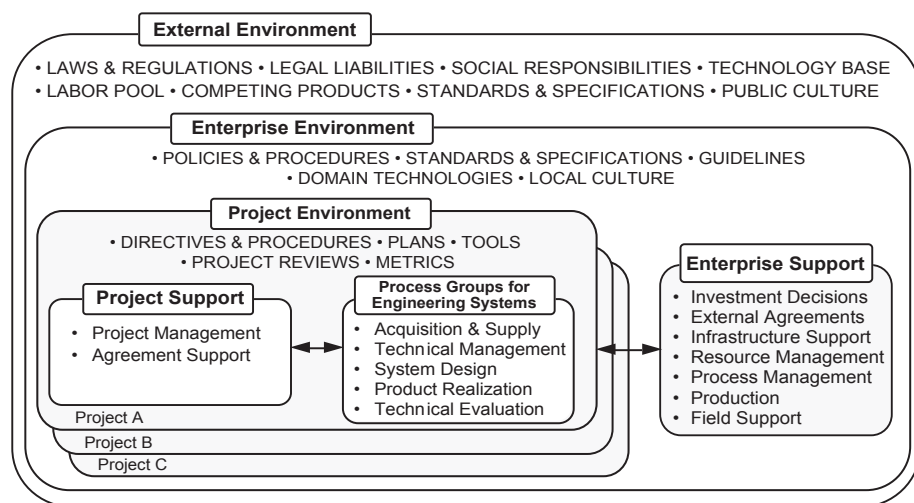 External Environment
• LAWS & REGULATIONS • LEGAL LIABILITIES • SOCIAL RESPONSIBILITIES • TECHNOLOGY BASE
• LABOR POOL • COMPETING PRODUCTS • STANDARDS & SPECIFICATIONS • PUBLIC CULTURE
Enterprise Environment
• POLICIES & PROCEDURES • STANDARDS & SPECIFICATIONS • GUIDELINES
• DOMAIN TECHNOLOGIES • LOCAL CULTURE
Project Environment
• DIRECTIVES & PROCEDURES • PLANS • TOOLS
• PROJECT REVIEWS • METRICS
Project Support
• Project Management
• Agreement Support
Process Groups for
Engineering Systems
• Acquisition & Supply
• Technical Management
• System Design
• Product Realization
• Technical Evaluation
Project A
Project B
Project C
Enterprise Support
• Investment Decisions
• External Agreements
• Infrastructure Support
• Resource Management
• Process Management
• Production
• Field Support